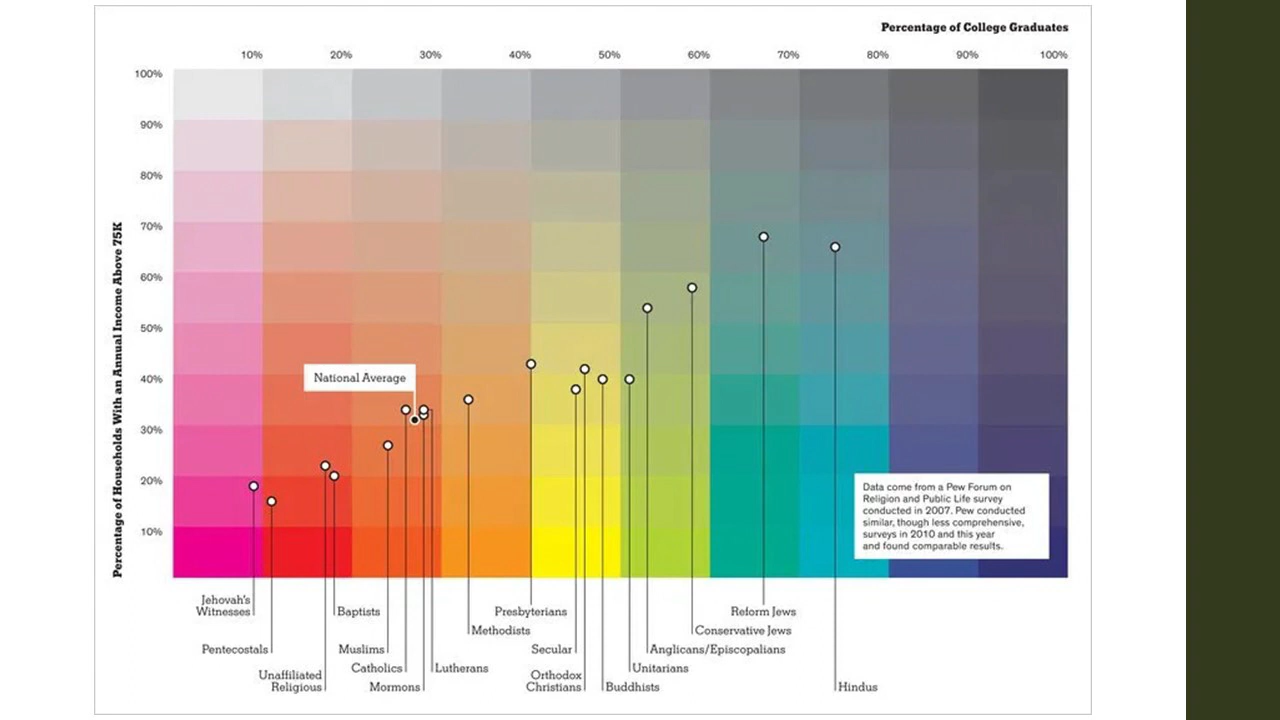 Percentage of College Graduates
10% 20% 30% 40% 50% 60% 70% 80% 90% 100%
100%
90%
80%
70%
60%
50%
40%
30%
20%
10%
Percentage of Households With an Annual Income Above 75K
National Average
Data come from a Pew Forum on
Religion and Public Life survey
conducted in 2007. Pew conducted
similar, though less comprehensive,
surveys in 2010 and this year
and found comparable results.
Jehovah's
Witnesses
Baptists
Presbyterians
Reform Jews
Methodists
Conservative Jews
Pentecostals
Muslims
Secular
Anglicans/Episcopalians
Catholics
Lutherans
Unitarians
Unaffiliated
Religious
Mormons
Orthodox
Christians
Buddhists
Hindus